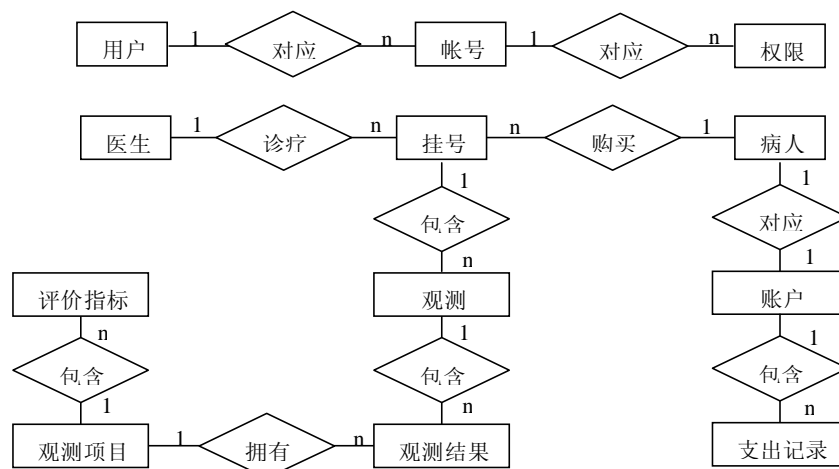 用户 1 对应 n 帐号 1 对应 n 权限
医生 1 诊疗 n 挂号 n 购买 1 病人
1 1
包含 对应
n 1
评价指标 观测 账户
n 1 1
包含 包含 包含
1 n n
观测项目 1 拥有 n 观测结果 支出记录